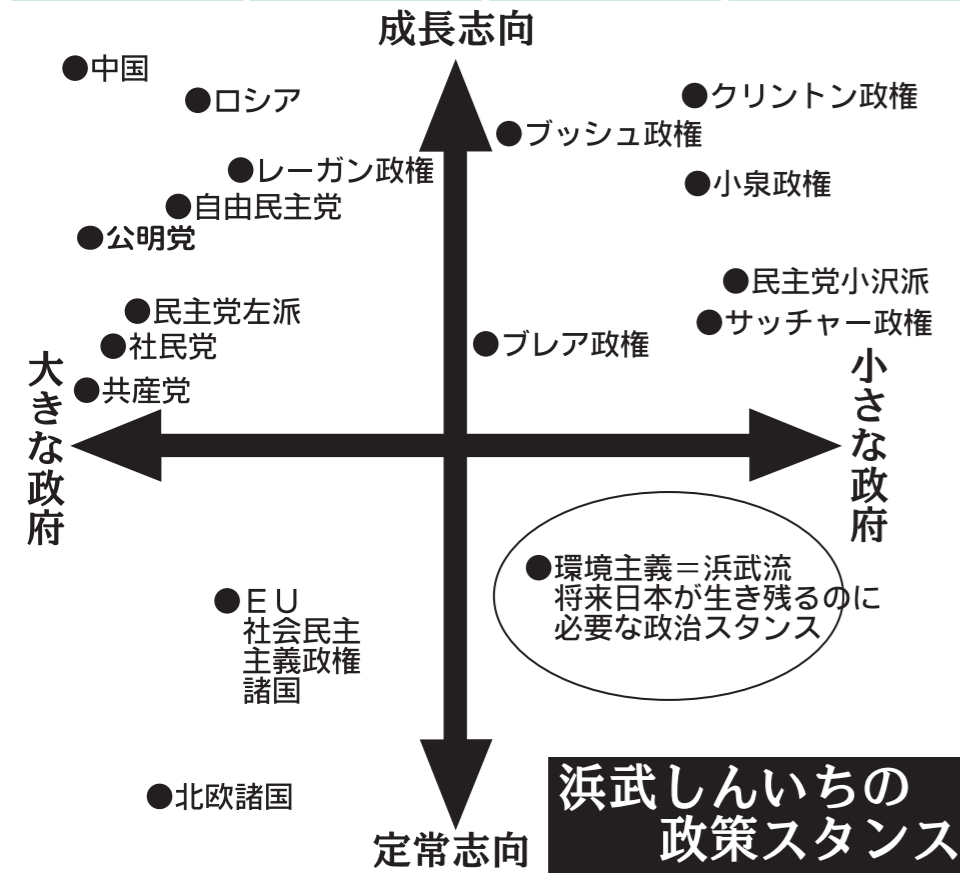 成長志向
●中国
●ロシア
●クリントン政権
●ブッシュ政権
●レーガン政権
●小泉政権
●自由民主党
●公明党
●民主党小沢派
●民主党左派
●サッチャー政権
●社民党
●ブレア政権
●共産党
大きな政府
小さな政府
●環境主義＝浜武流
将来日本が生き残るのに
必要な政治スタンス
●ＥＵ
社会民主
主義政権
諸国
●北欧諸国
定常志向
浜武しんいちの
政策スタンス